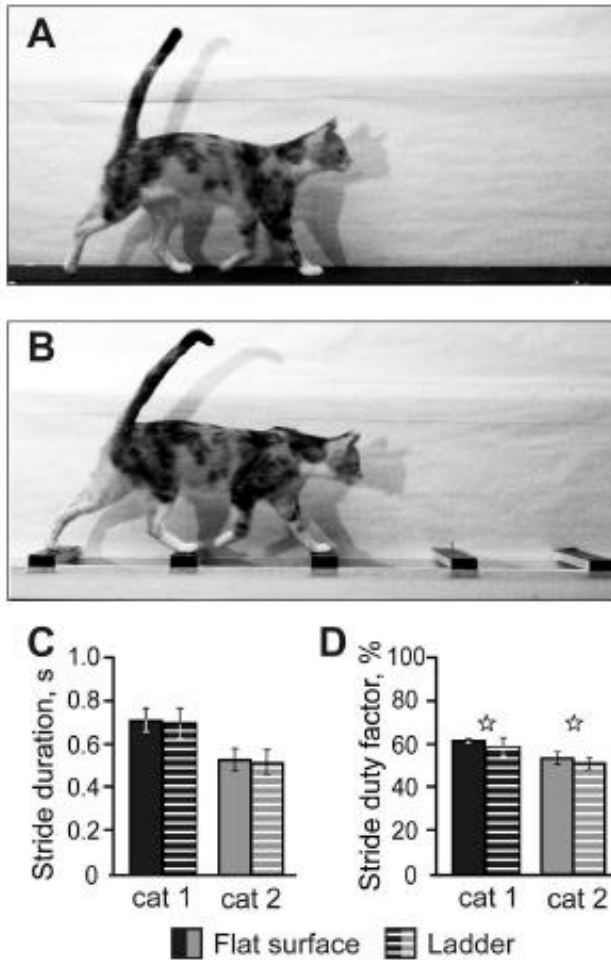 A
B
C
Stride duration, s
1.0
0.8
0.6
0.4
0.2
0
cat 1 cat 2
D
Stride duty factor, %
100
80
60
40
20
0
cat 1 cat 2
Flat surface Ladder